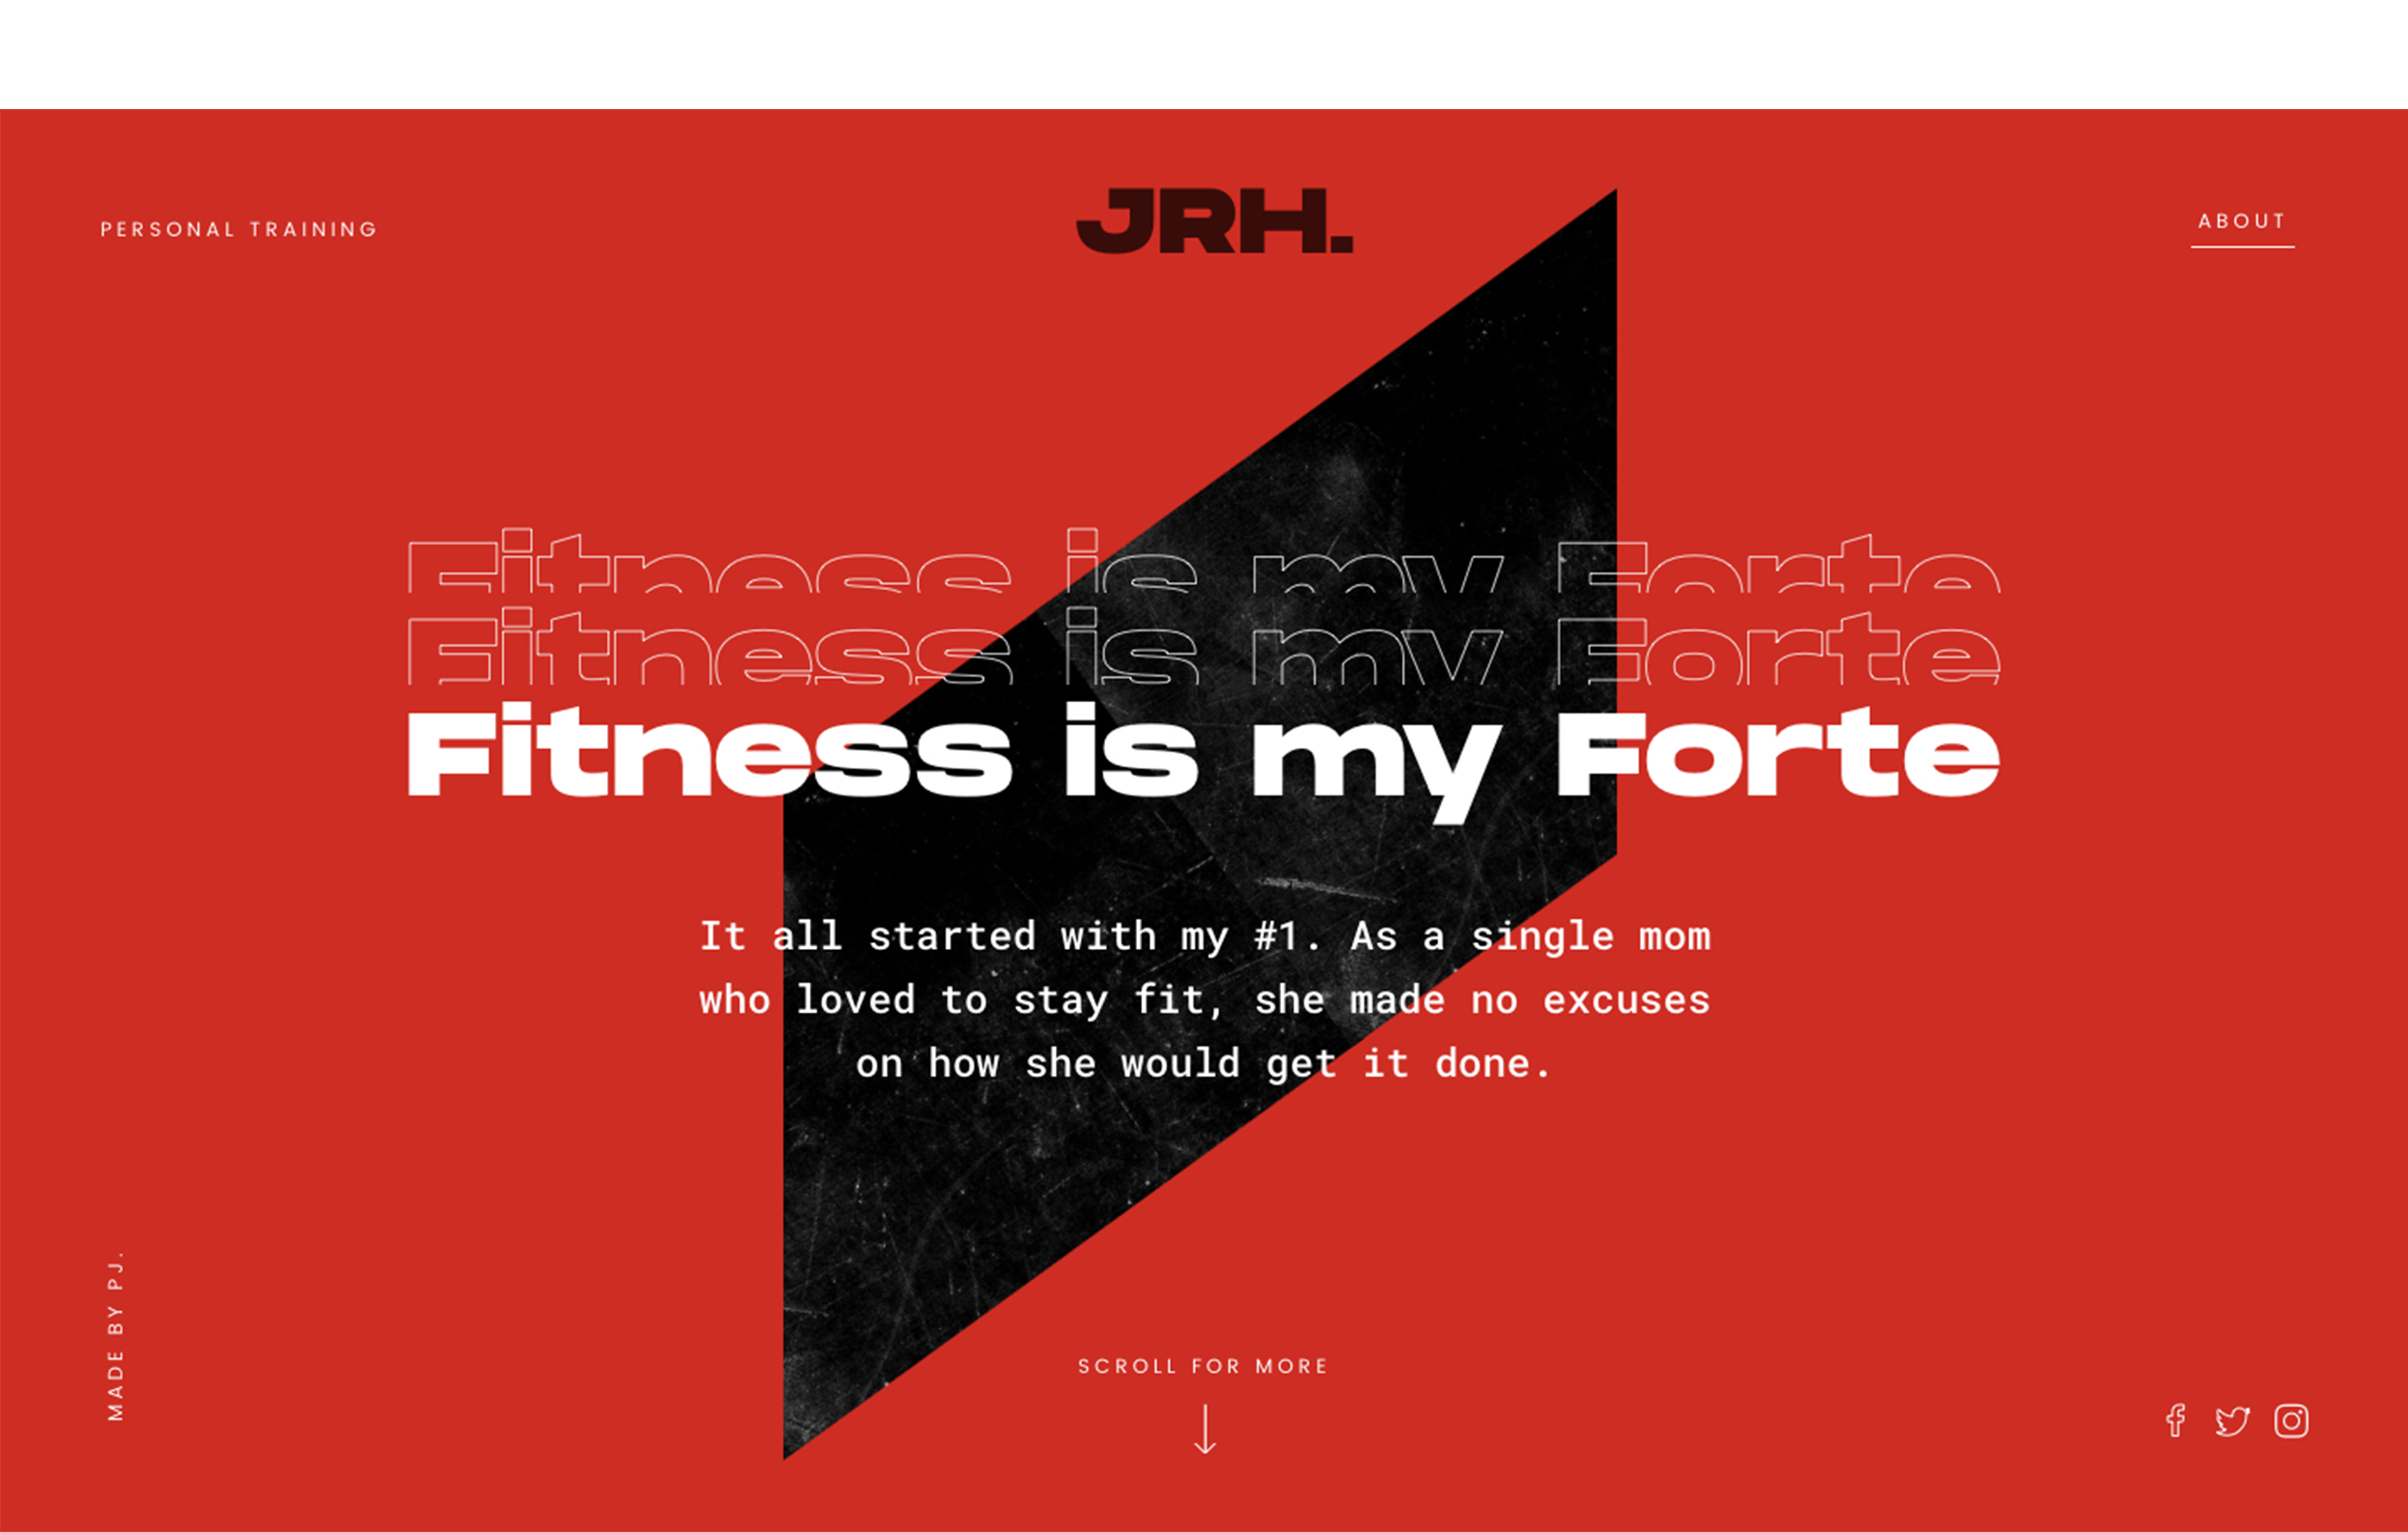 PERSONAL TRAINING
JRH.
ABOUT
Fitness is my Forte
Fitness is my Forte
Fitness is my Forte
It all started with my #1. As a single mom
who loved to stay fit, she made no excuses
on how she would get it done.
MADE BY PJ.
SCROLL FOR MORE